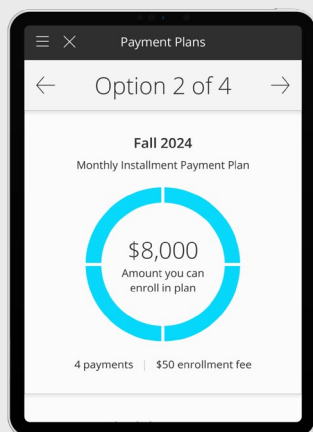 Payment Plans
Option 2 of 4
Fall 2024
Monthly Installment Payment Plan
$8,000
Amount you can
enroll in plan
4 payments | $50 enrollment fee